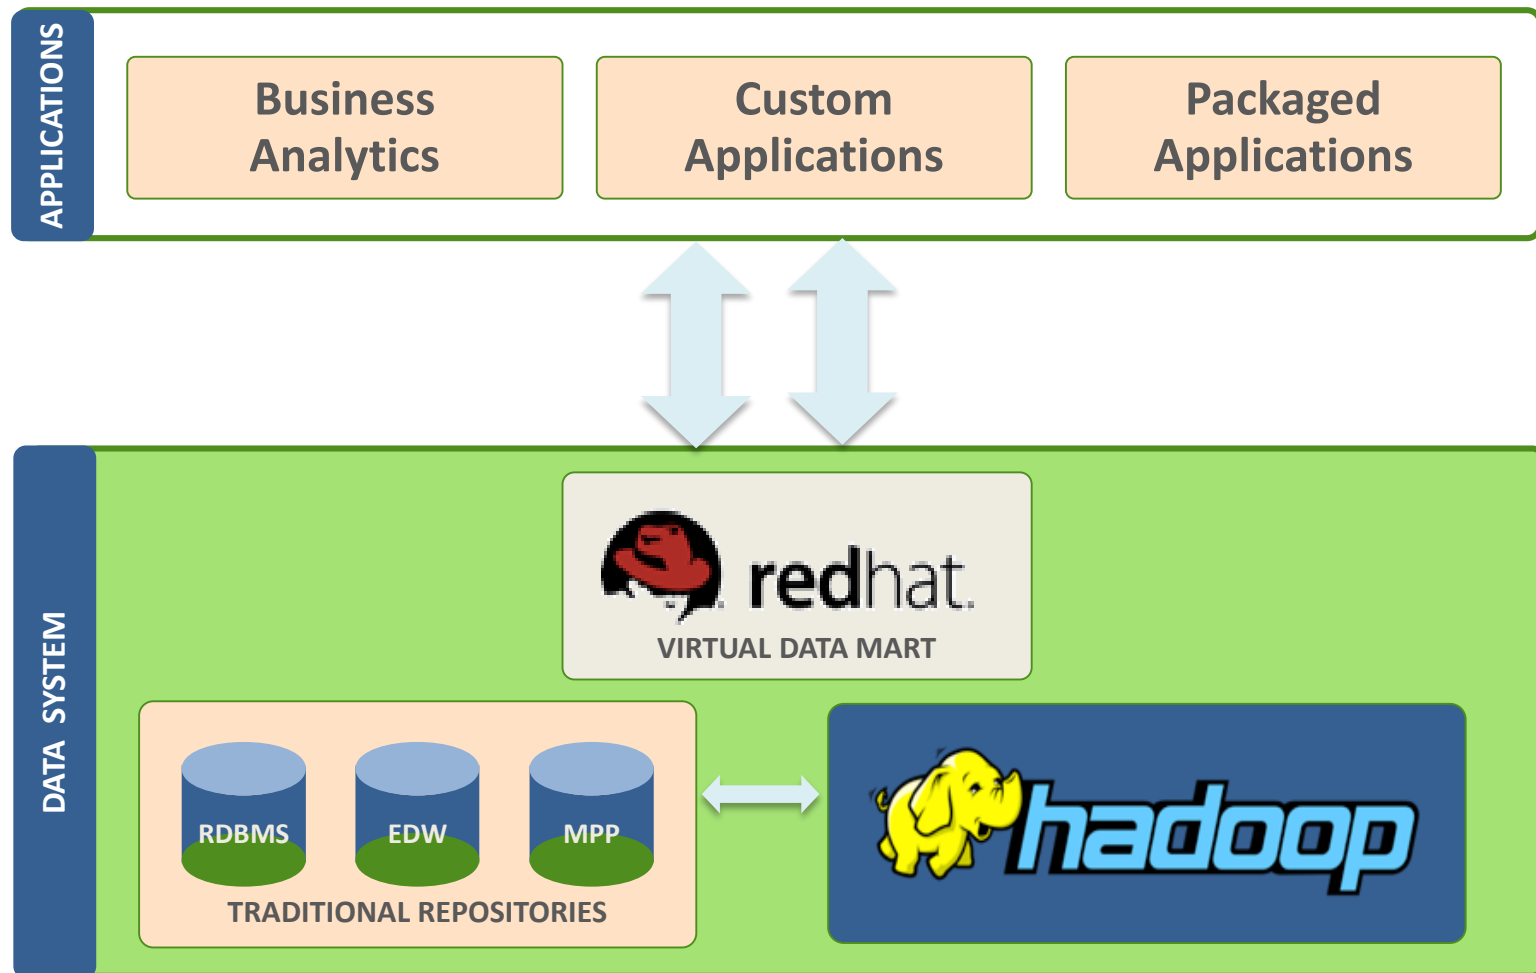 APPLICATIONS
Business
Analytics
Custom
Applications
Packaged
Applications
DATA SYSTEM
redhat.
VIRTUAL DATA MART
RDBMS
EDW
MPP
TRADITIONAL REPOSITORIES
hadoop